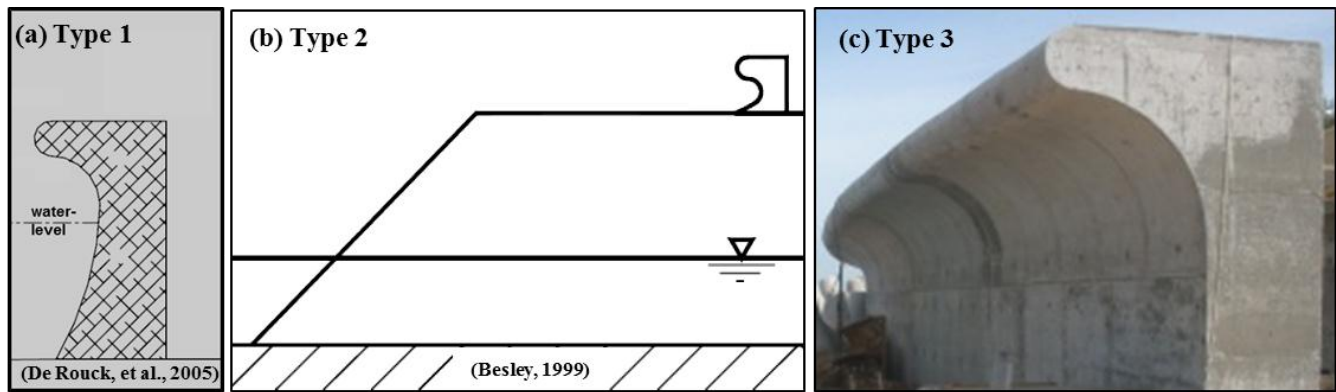 (a) Type 1
water-
level
(De Rouck, et al., 2005)
(b) Type 2
(Besley, 1999)
(c) Type 3